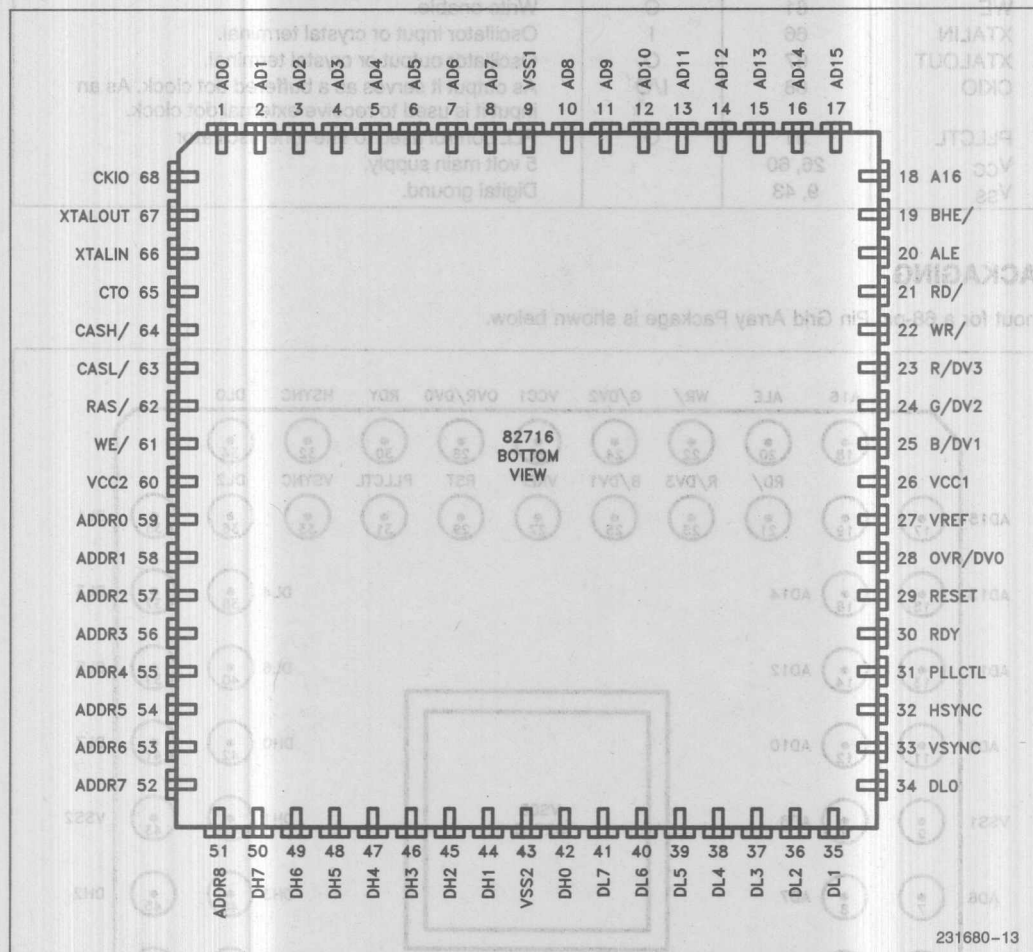 AD0
AD1
AD2
AD3
AD4
AD5
AD6
AD7
VSS1
AD8
AD9
AD10
AD11
AD12
AD13
AD14
AD15
1 2 3 4 5 6 7 8 9 10 11 12 13 14 15 16 17
CKIO 68
XTALOUT 67
XTALIN 66
CTO 65
CASH/ 64
CASL/ 63
RAS/ 62
WE/ 61
VCC2 60
ADDR0 59
ADDR1 58
ADDR2 57
ADDR3 56
ADDR4 55
ADDR5 54
ADDR6 53
ADDR7 52
82716
BOTTOM
VIEW
18 A16
19 BHE/
20 ALE
21 RD/
22 WR/
23 R/DV3
24 G/DV2
25 B/DV1
26 VCC1
27 VREF
28 OVR/DV0
29 RESET
30 RDY
31 PLLCTL
32 HSYNC
33 VSYNC
34 DL0
51 50 49 48 47 46 45 44 43 42 41 40 39 38 37 36 35
ADDR8
DH7
DH6
DH5
DH4
DH3
DH2
DH1
VSS2
DH0
DL7
DL6
DL5
DL4
DL3
DL2
DL1
231680-13